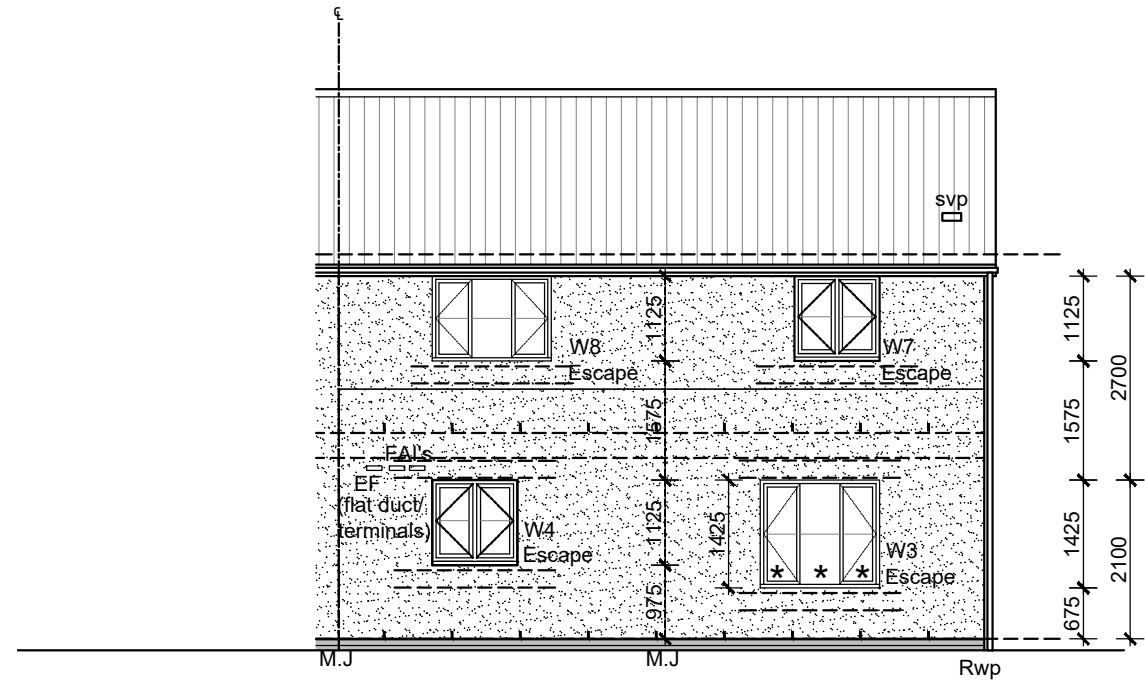 ℄
svp
1125
W8
Escape
W7
Escape
1125
2700
1575
1575
FAI's
EF
(flat duct/
terminals)
W4
Escape
1125
1425
W3
Escape
* * *
1425
2100
975
675
M.J
M.J
Rwp